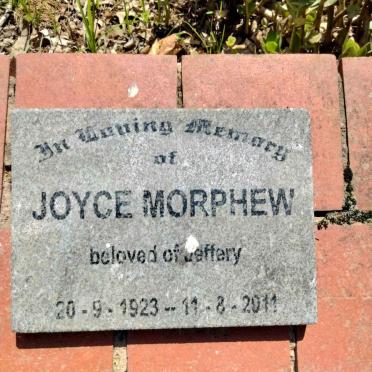 In Loving Memory
of
JOYCE MORPHEW
beloved of Jeffery
20 - 9 - 1923 -- 11 - 8 - 2011